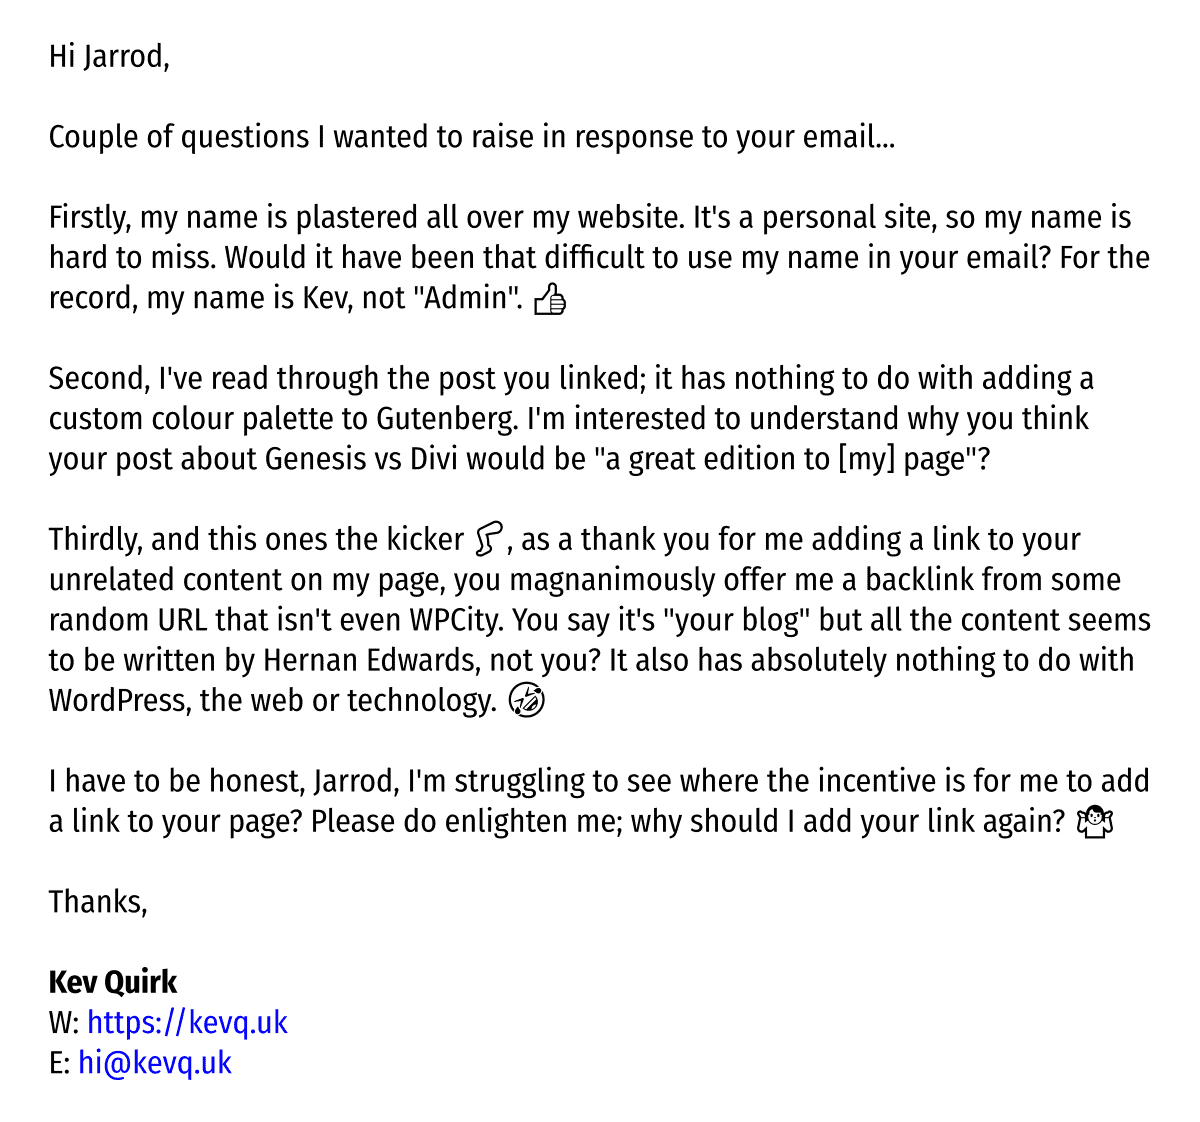 Hi Jarrod,
Couple of questions I wanted to raise in response to your email...
Firstly, my name is plastered all over my website. It's a personal site, so my name is
hard to miss. Would it have been that difficult to use my name in your email? For the
record, my name is Kev, not "Admin". 👍
Second, I've read through the post you linked; it has nothing to do with adding a
custom colour palette to Gutenberg. I'm interested to understand why you think
your post about Genesis vs Divi would be "a great edition to [my] page"?
Thirdly, and this ones the kicker 🦵, as a thank you for me adding a link to your
unrelated content on my page, you magnanimously offer me a backlink from some
random URL that isn't even WPCity. You say it's "your blog" but all the content seems
to be written by Hernan Edwards, not you? It also has absolutely nothing to do with
WordPress, the web or technology. 🤣
I have to be honest, Jarrod, I'm struggling to see where the incentive is for me to add
a link to your page? Please do enlighten me; why should I add your link again? 🤷
Thanks,
Kev Quirk
W: https://kevq.uk
E: hi@kevq.uk